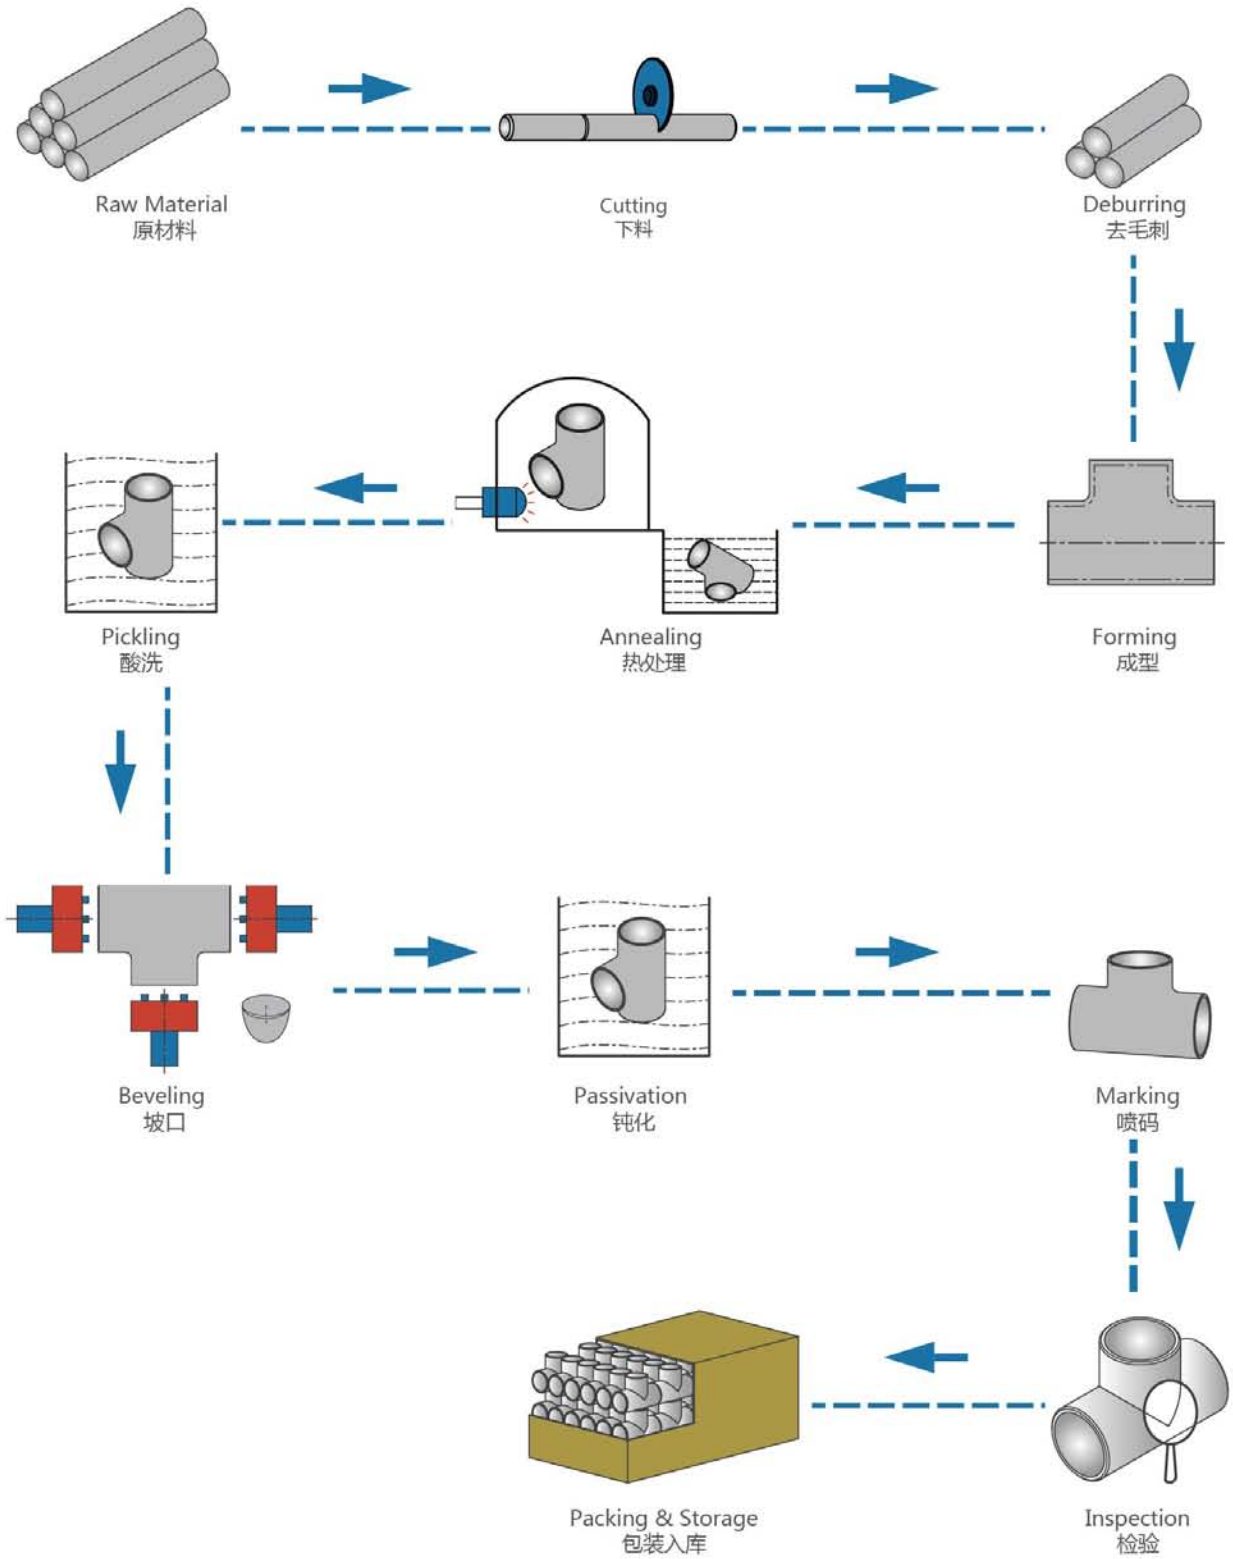 Raw Material
原材料
Cutting
下料
Deburring
去毛刺
Forming
成型
Annealing
热处理
Pickling
酸洗
Beveling
坡口
Passivation
钝化
Marking
喷码
Inspection
检验
Packing & Storage
包装入库